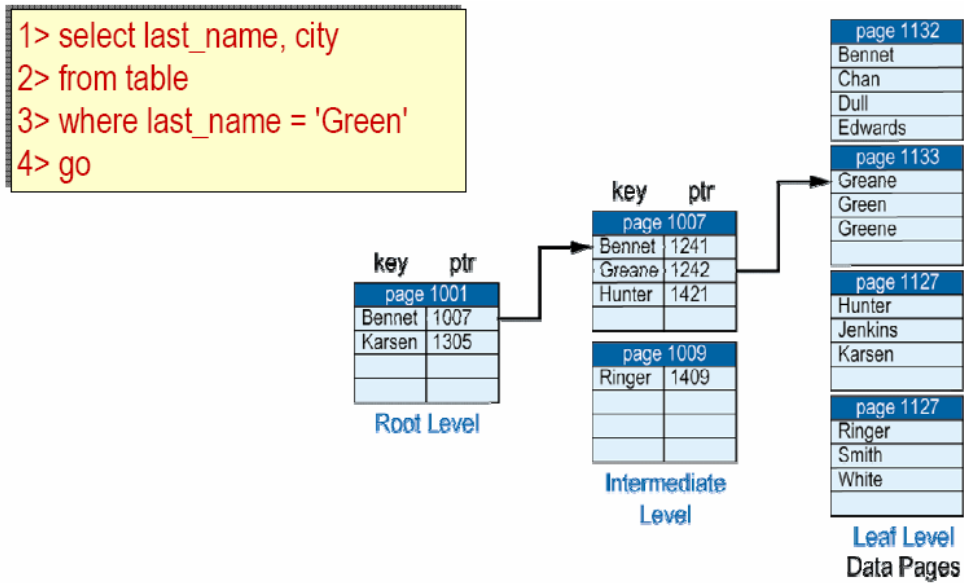 1> select last_name, city
2> from table
3> where last_name = 'Green'
4> go
key ptr
page 1001
Bennet 1007
Karsen 1305
Root Level
key ptr
page 1007
Bennet 1241
Greane 1242
Hunter 1421
page 1009
Ringer 1409
Intermediate
Level
page 1132
Bennet
Chan
Dull
Edwards
page 1133
Greane
Green
Greene
page 1127
Hunter
Jenkins
Karsen
page 1127
Ringer
Smith
White
Leaf Level
Data Pages